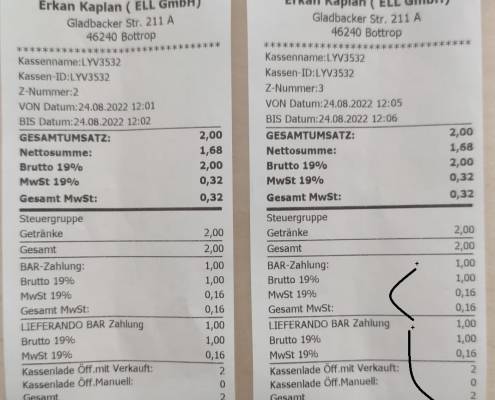 Erkan Kaplan ( ELL GmbH)
Gladbacker Str. 211 A
46240 Bottrop
Kassenname:LYV3532
Kassen-ID:LYV3532
Z-Nummer:2
VON Datum:24.08.2022 12:01
BIS Datum:24.08.2022 12:02
GESAMTUMSATZ: 2,00
Nettosumme: 1,68
Brutto 19% 2,00
MwSt 19% 0,32
Gesamt MwSt: 0,32
Steuergruppe
Getränke 2,00
Gesamt 2,00
BAR-Zahlung: 1,00
Brutto 19% 1,00
MwSt 19% 0,16
Gesamt MwSt: 0,16
LIEFERANDO BAR Zahlung 1,00
Brutto 19% 1,00
MwSt 19% 0,16
Kassenlade Öff.mit Verkauft: 2
Kassenlade Öff.Manuell: 0
Gesamt 2
Erkan Kaplan ( ELL GmbH)
Gladbacker Str. 211 A
46240 Bottrop
Kassenname:LYV3532
Kassen-ID:LYV3532
Z-Nummer:3
VON Datum:24.08.2022 12:05
BIS Datum:24.08.2022 12:06
GESAMTUMSATZ: 2,00
Nettosumme: 1,68
Brutto 19% 2,00
MwSt 19% 0,32
Gesamt MwSt: 0,32
Steuergruppe
Getränke 2,00
Gesamt 2,00
BAR-Zahlung: 1,00
Brutto 19% 1,00
MwSt 19% 0,16
Gesamt MwSt: 0,16
LIEFERANDO BAR Zahlung 1,00
Brutto 19% 1,00
MwSt 19% 0,16
Kassenlade Öff.mit Verkauft: 2
Kassenlade Öff.Manuell: 0
Gesamt 2